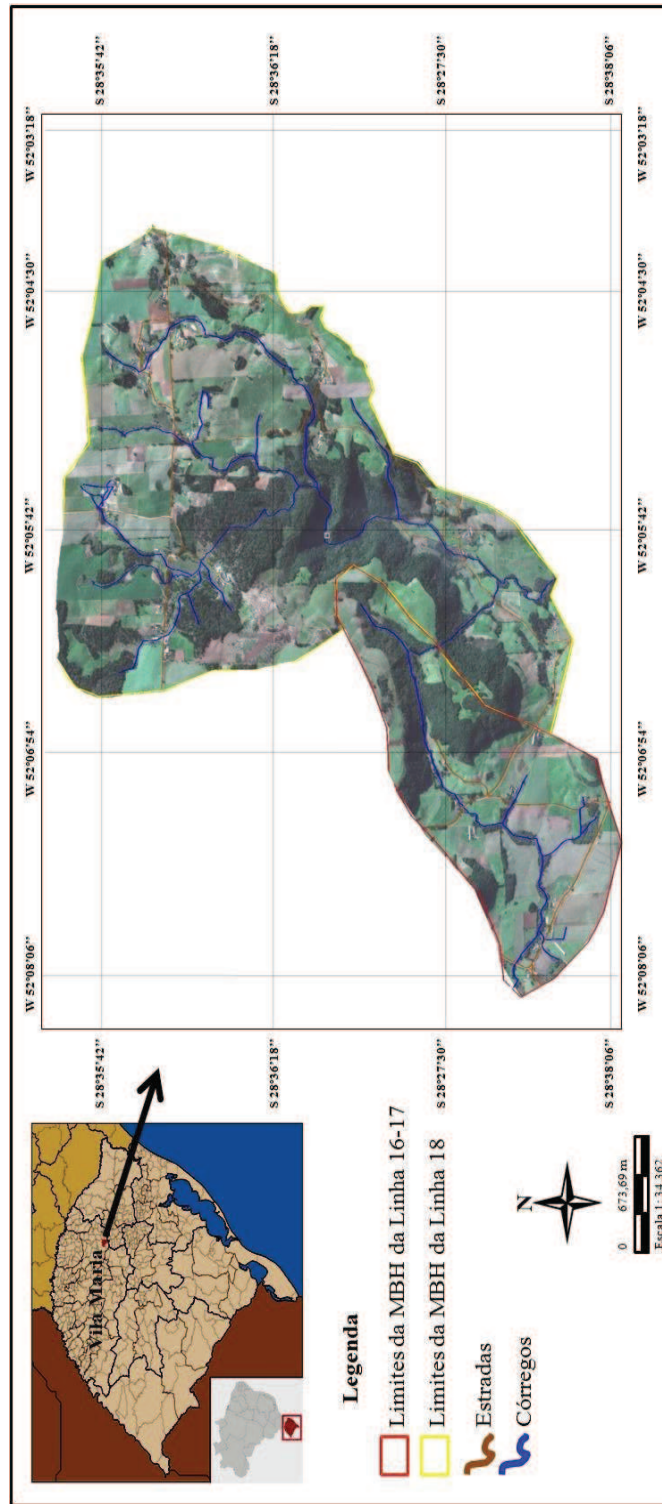 Vila Maria
Legenda
Limites da MBH da Linha 16-17
Limites da MBH da Linha 18
Estradas
Córregos
N
0 673,69 m
Escala 1: 34.362
W 52°08'06'' W 52°06'54'' W 52°05'42'' W 52°04'30'' W 52°03'18''
S 28°35'42'' S 28°35'42''
S 28°36'18'' S 28°36'18''
S 28°27'30'' S 28°27'30''
S 28°38'06'' S 28°38'06''
W 52°08'06'' W 52°06'54'' W 52°05'42'' W 52°04'30'' W 52°03'18''